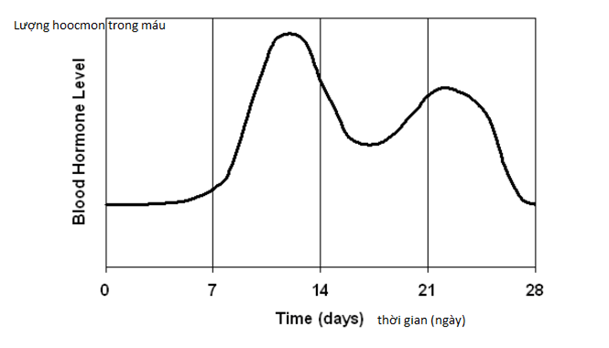 Lượng hoocmon trong máu
Blood Hormone Level
0 7 14 21 28
Time (days) thời gian (ngày)